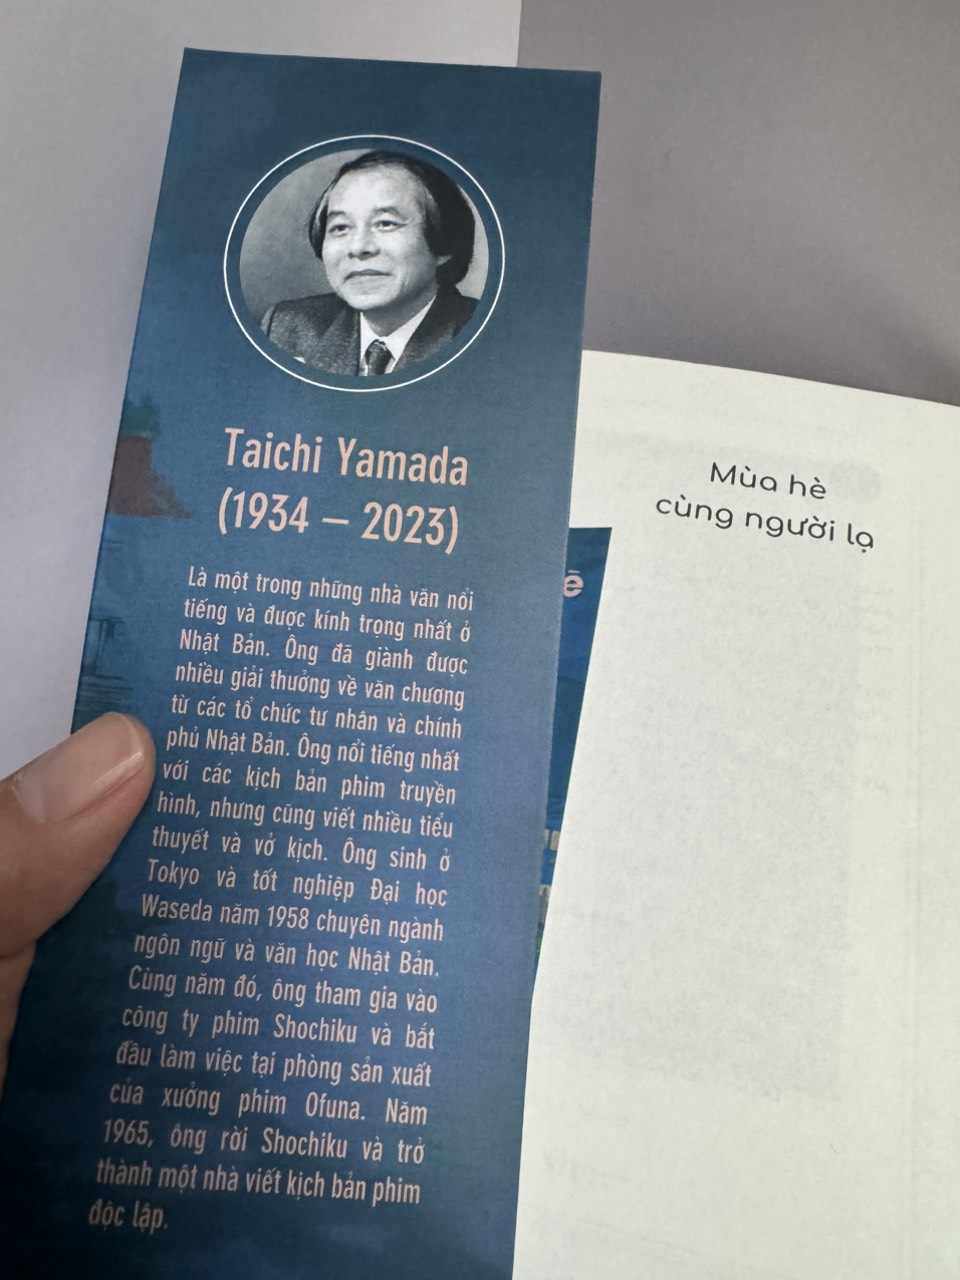 Taichi Yamada
(1934 – 2023)
Là một trong những nhà văn nổi
tiếng và được kính trọng nhất ở
Nhật Bản. Ông đã giành được
nhiều giải thưởng về văn chương
từ các tổ chức tư nhân và chính
phủ Nhật Bản. Ông nổi tiếng nhất
với các kịch bản phim truyền
hình, nhưng cũng viết nhiều tiểu
thuyết và vở kịch. Ông sinh ở
Tokyo và tốt nghiệp Đại học
Waseda năm 1958 chuyên ngành
ngôn ngữ và văn học Nhật Bản.
Cùng năm đó, ông tham gia vào
công ty phim Shochiku và bắt
đầu làm việc tại phòng sản xuất
của xưởng phim Ofuna. Năm
1965, ông rời Shochiku và trở
thành một nhà viết kịch bản phim
độc lập.
Mùa hè
cùng người lạ